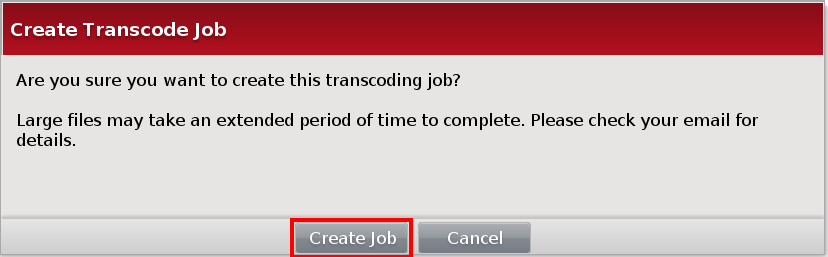 Create Transcode Job
Are you sure you want to create this transcoding job?
Large files may take an extended period of time to complete. Please check your email for
details.
Create Job
Cancel